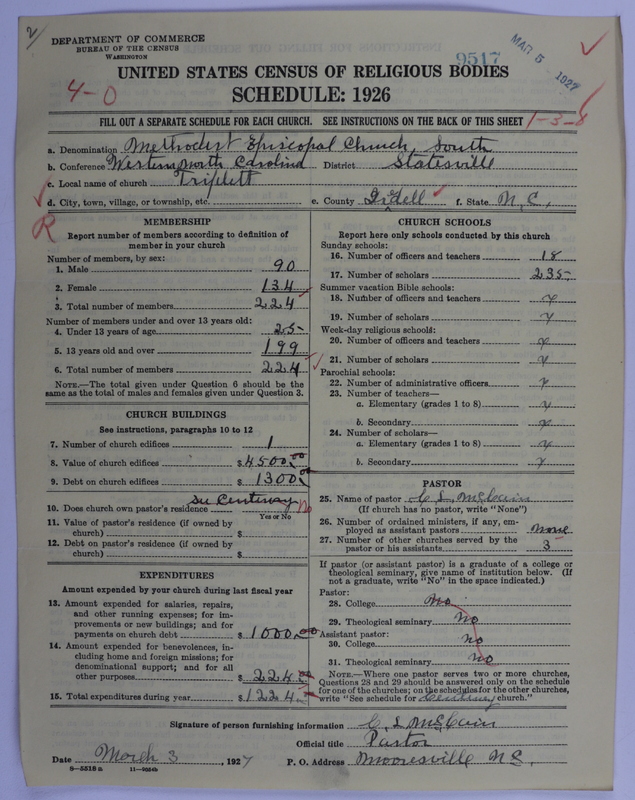 2/
DEPARTMENT OF COMMERCE
BUREAU OF THE CENSUS
WASHINGTON
9517
MAR 5 1927
4-0
UNITED STATES CENSUS OF RELIGIOUS BODIES
SCHEDULE: 1926
FILL OUT A SEPARATE SCHEDULE FOR EACH CHURCH. SEE INSTRUCTIONS ON THE BACK OF THIS SHEET
1-3-8
a. Denomination Methodist Episcopal Church, South
b. Conference Western North Carolina District Statesville
c. Local name of church Triplett
d. City, town, village, or township, etc. e. County Iredell f. State N.C.
R
MEMBERSHIP
Report number of members according to definition of
member in your church
Number of members, by sex:
1. Male 90
2. Female 134
3. Total number of members 224
Number of members under and over 13 years old:
4. Under 13 years of age 25
5. 13 years old and over 199
6. Total number of members 224
NOTE.—The total given under Question 6 should be the
same as the total of males and females given under Question 3.
CHURCH BUILDINGS
See instructions, paragraphs 10 to 12
7. Number of church edifices 1
8. Value of church edifices $4500.00
9. Debt on church edifices $1300.00
See Centenary
10. Does church own pastor's residence No
Yes or No
11. Value of pastor's residence (if owned by
church) $
12. Debt on pastor's residence (if owned by
church) $
EXPENDITURES
Amount expended by your church during last fiscal year
13. Amount expended for salaries, repairs,
and other running expenses; for im-
provements or new buildings; and for
payments on church debt $1000.00
14. Amount expended for benevolences, in-
cluding home and foreign missions; for
denominational support; and for all
other purposes $224.00
15. Total expenditures during year $1224
CHURCH SCHOOLS
Report here only schools conducted by this church
Sunday schools:
16. Number of officers and teachers 18
17. Number of scholars 235
Summer vacation Bible schools:
18. Number of officers and teachers
19. Number of scholars
Week-day religious schools:
20. Number of officers and teachers
21. Number of scholars
Parochial schools:
22. Number of administrative officers
23. Number of teachers—
a. Elementary (grades 1 to 8)
b. Secondary
24. Number of scholars—
a. Elementary (grades 1 to 8)
b. Secondary
PASTOR
25. Name of pastor C L McCain
(If church has no pastor, write "None")
26. Number of ordained ministers, if any, em-
ployed as assistant pastors None
27. Number of other churches served by the
pastor or his assistants 3
If pastor (or assistant pastor) is a graduate of a college or
theological seminary, give name of institution below. (If
not a graduate, write "No" in the space indicated.)
Pastor:
28. College No
29. Theological seminary No
Assistant pastor:
30. College No
31. Theological seminary No
NOTE.—Where one pastor serves two or more churches,
Questions 28 and 29 should be answered only on the schedule
for one of the churches; on the schedules for the other churches,
write "See schedule for Centenary church."
Signature of person furnishing information C. L McCain
Official title Pastor
Date March 3, 1927 P. O. Address Mooresville N.C.
8—5518 a 11—9204b